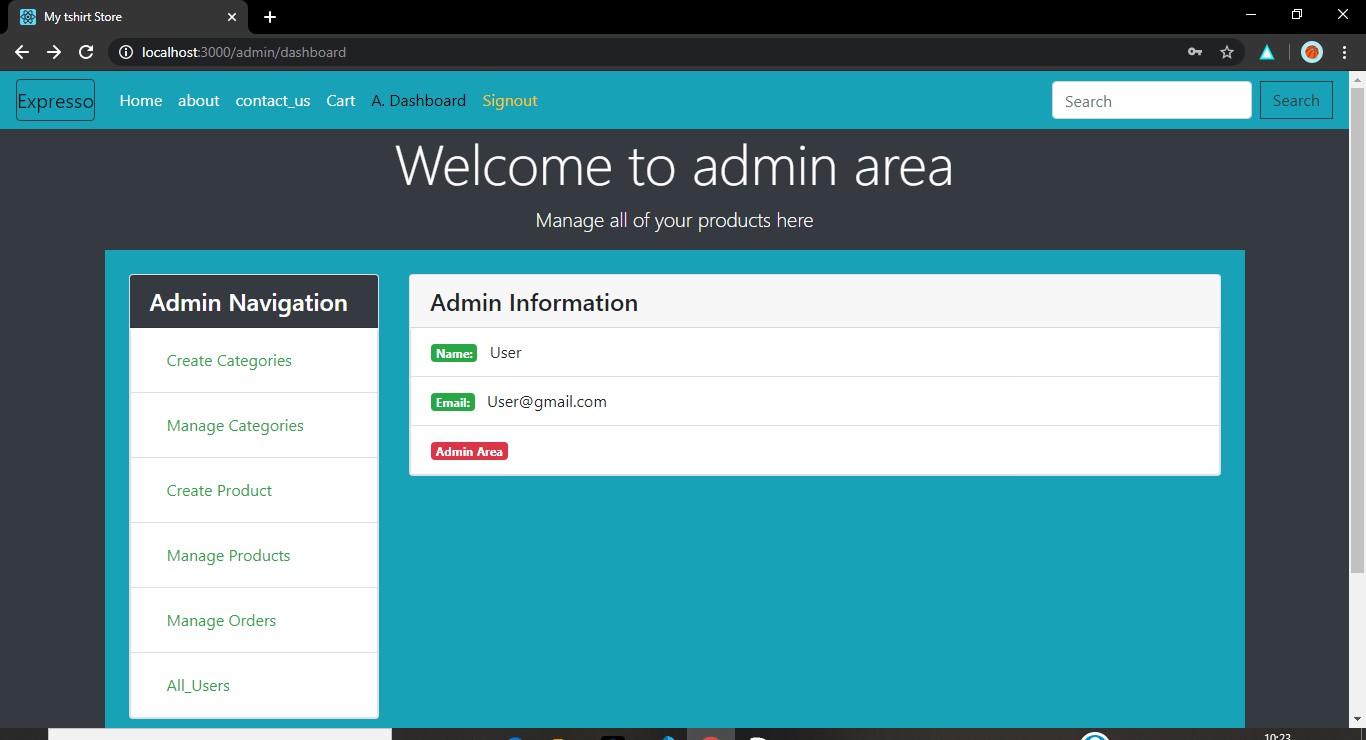 My tshirt Store
localhost:3000/admin/dashboard
Expresso Home about contact_us Cart A. Dashboard Signout Search Search
Welcome to admin area
Manage all of your products here
Admin Navigation
Create Categories
Manage Categories
Create Product
Manage Products
Manage Orders
All_Users
Admin Information
Name: User
Email: User@gmail.com
Admin Area
10:23